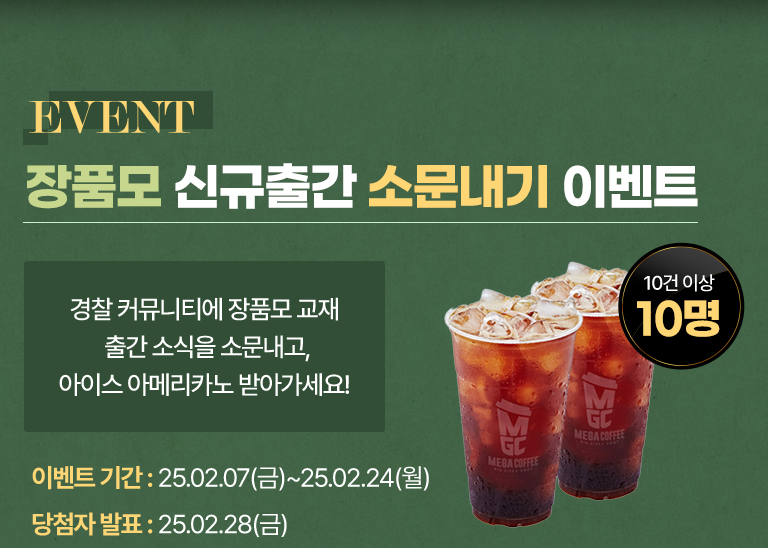 EVENT
장품모 신규출간 소문내기 이벤트
경찰 커뮤니티에 장품모 교재
출간 소식을 소문내고,
아이스 아메리카노 받아가세요!
10건 이상
10명
MGC
MEGA COFFEE
MGC
MEGA COFFEE
이벤트 기간 : 25.02.07(금)~25.02.24(월)
당첨자 발표 : 25.02.28(금)